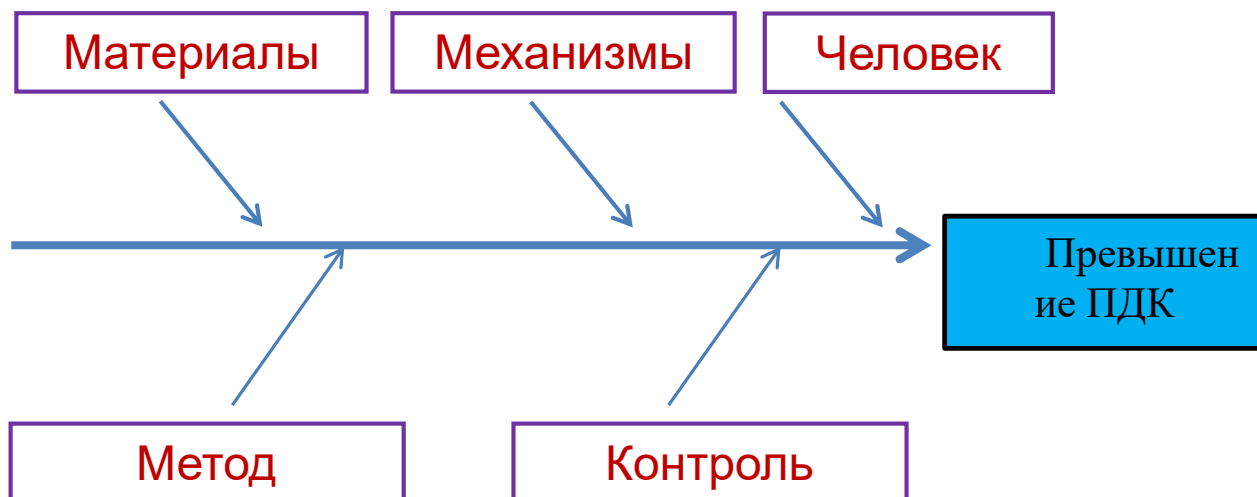 Материалы
Механизмы
Человек
Превышен
ие ПДК
Метод
Контроль